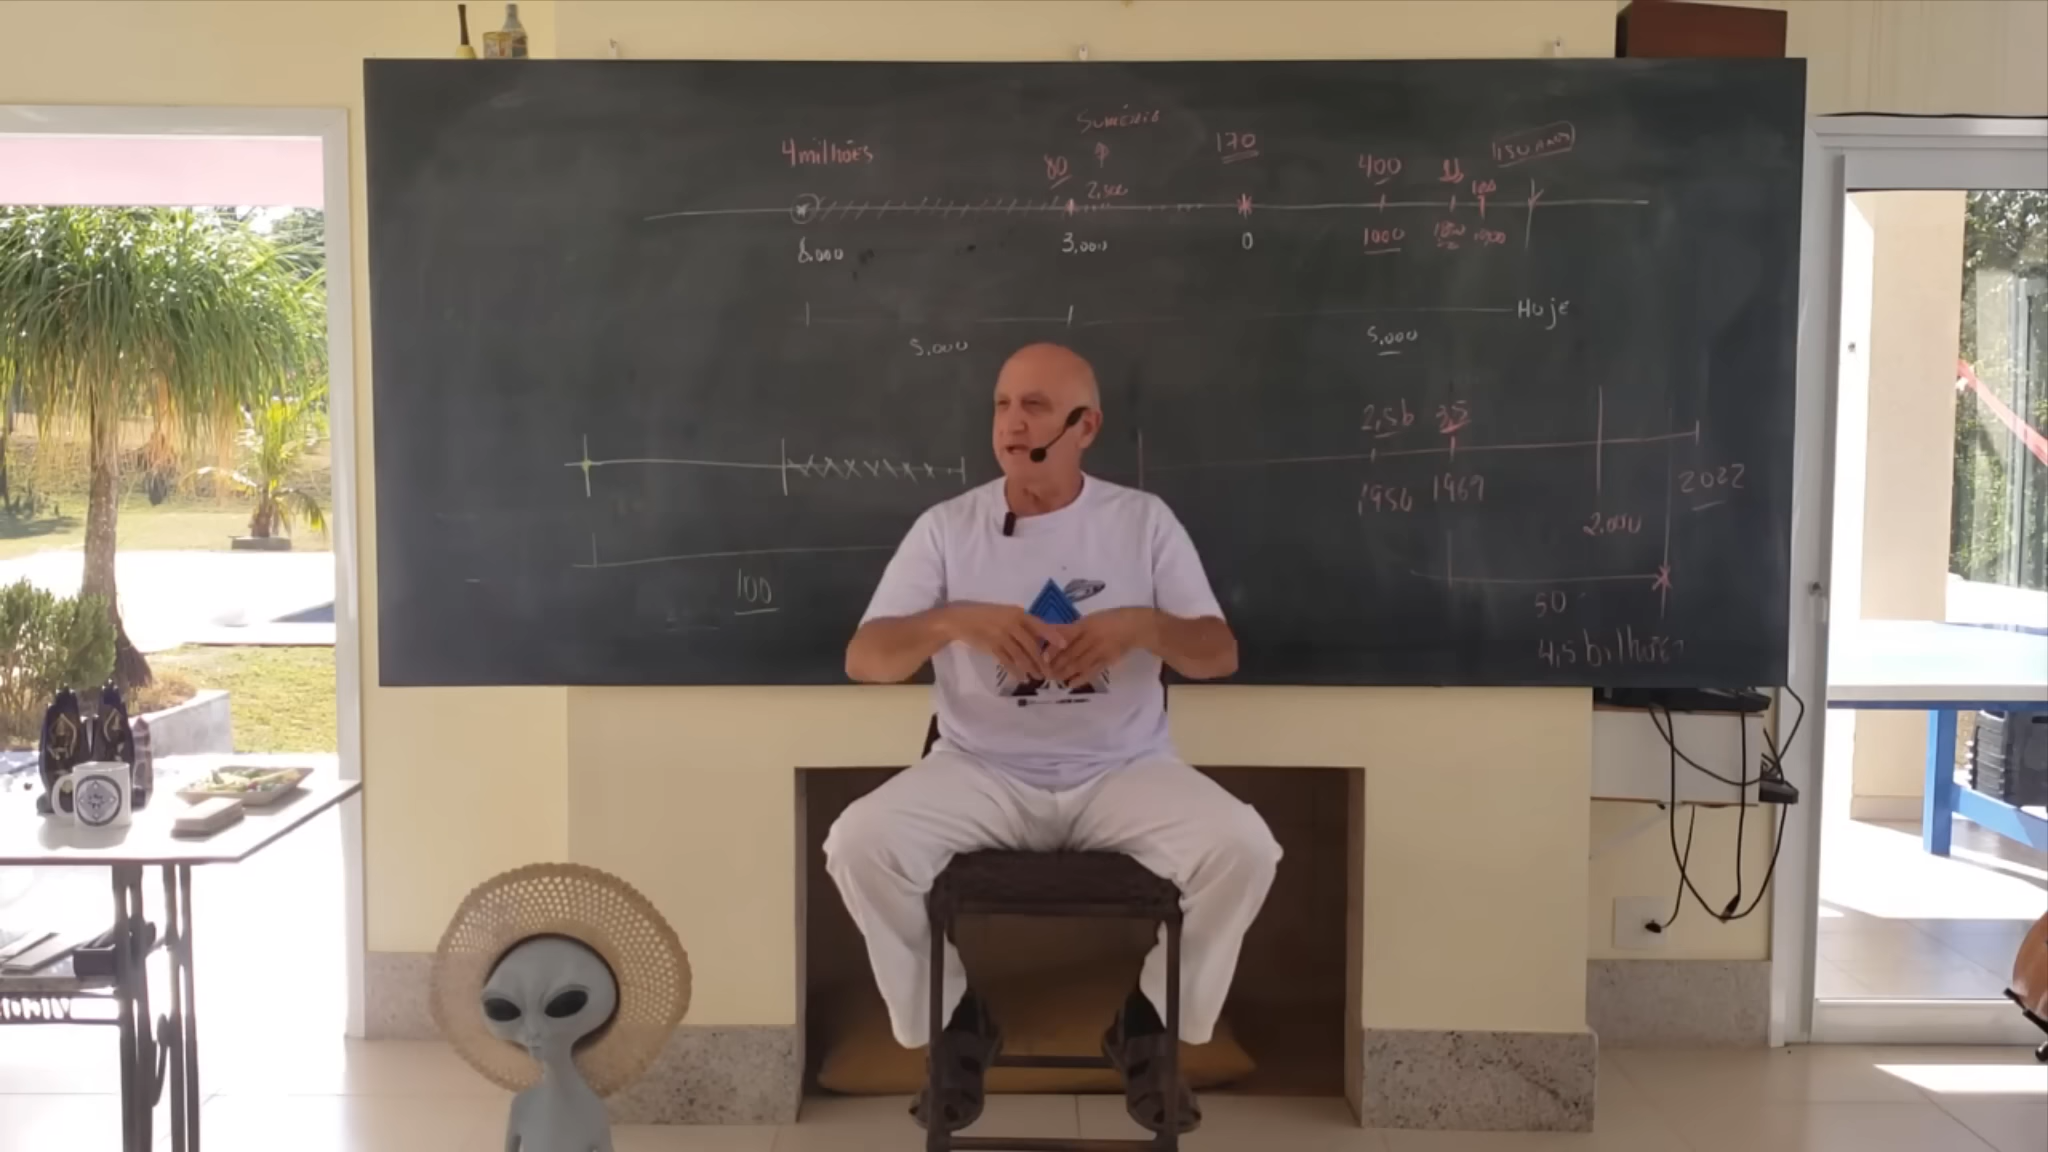 Suméria
4 milhões 80 170 400 150 anos
2,500 100
8.000 3,000 0 1000 1800 1900
Hoje
5,000 5,000
2,5b 3,5
1950 1969 2022
2.000
100 50
4,5 bilhões